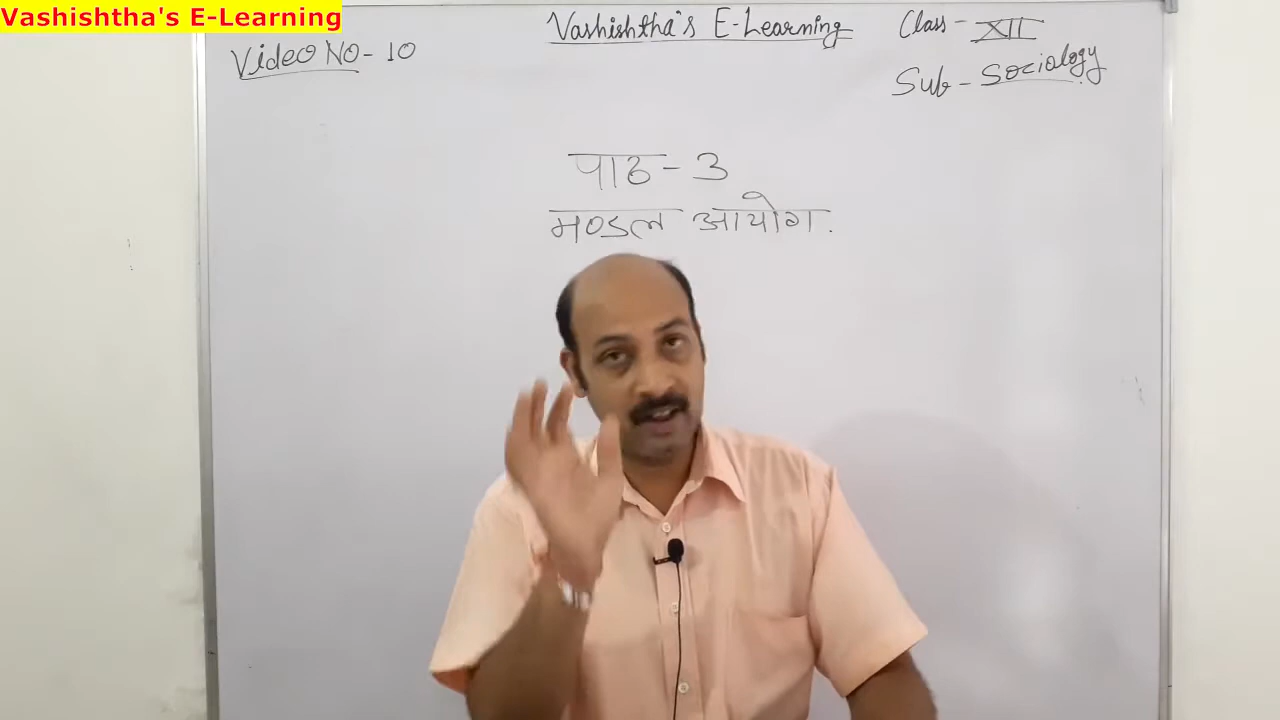 Vashishtha's E-Learning
Video No- 10
Vashishtha's E-Learning
Class - XII
Sub - Sociology
पाठ - 3
मण्डल आयोग.